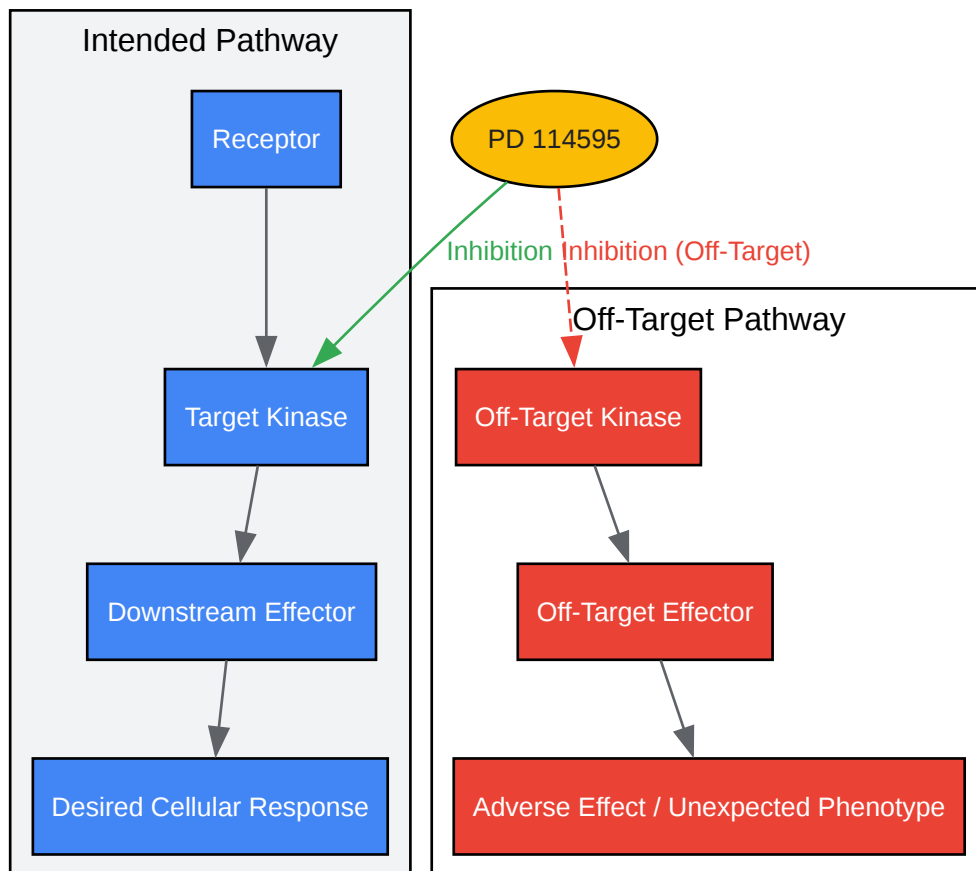 Intended Pathway
Receptor
PD 114595
Inhibition
Inhibition (Off-Target)
Off-Target Pathway
Target Kinase
Off-Target Kinase
Downstream Effector
Off-Target Effector
Desired Cellular Response
Adverse Effect / Unexpected Phenotype